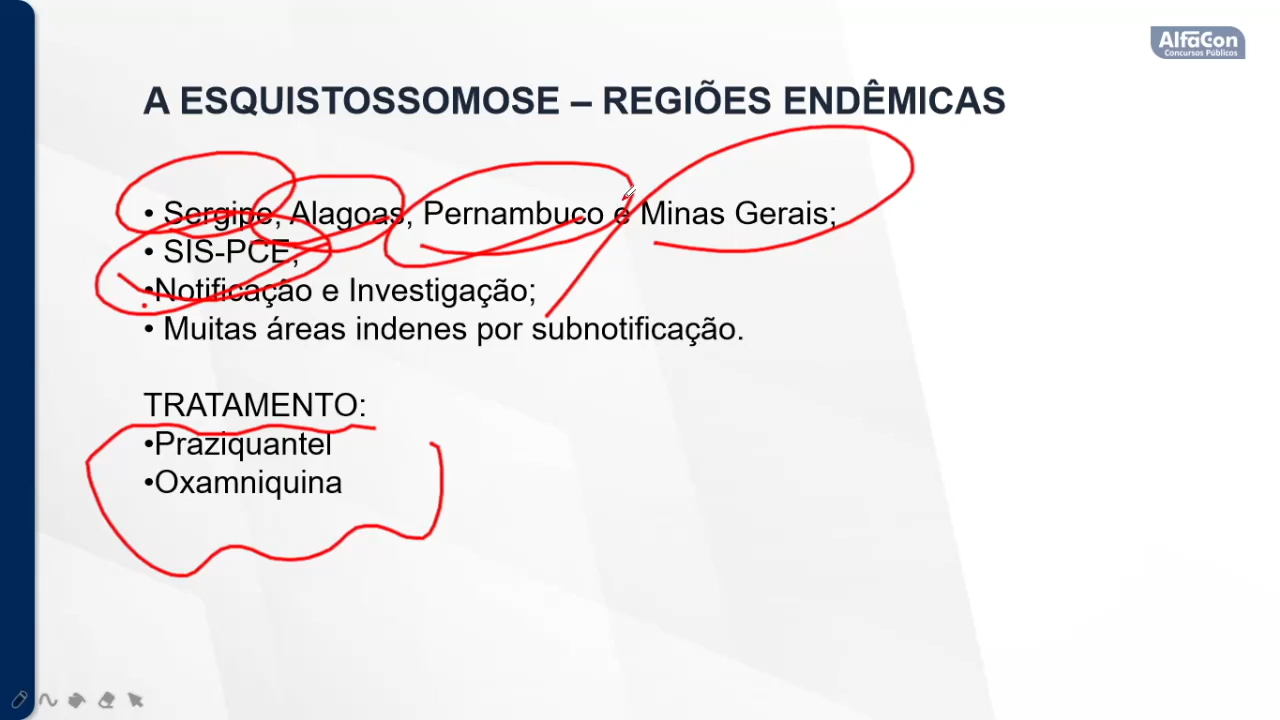 AlfaCon
Concursos Públicos
A ESQUISTOSSOMOSE – REGIÕES ENDÊMICAS
• Sergipe, Alagoas, Pernambuco e Minas Gerais;
• SIS-PCE;
•Notificação e Investigação;
• Muitas áreas indenes por subnotificação.
TRATAMENTO:
•Praziquantel
•Oxamniquina